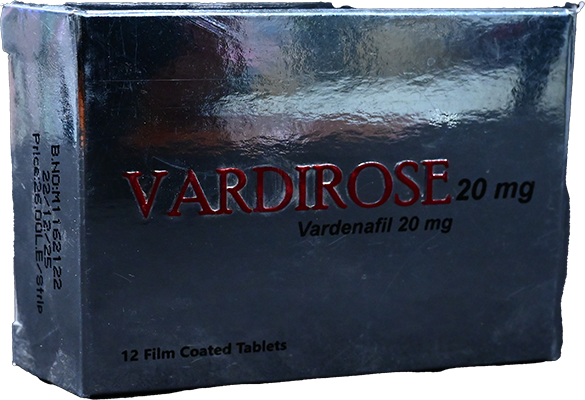 VARDIROSE 20 mg
Vardenafil 20 mg
12 Film Coated Tablets
B.NO:M1162122
22/12/25
Price:26.00L.E/Strip